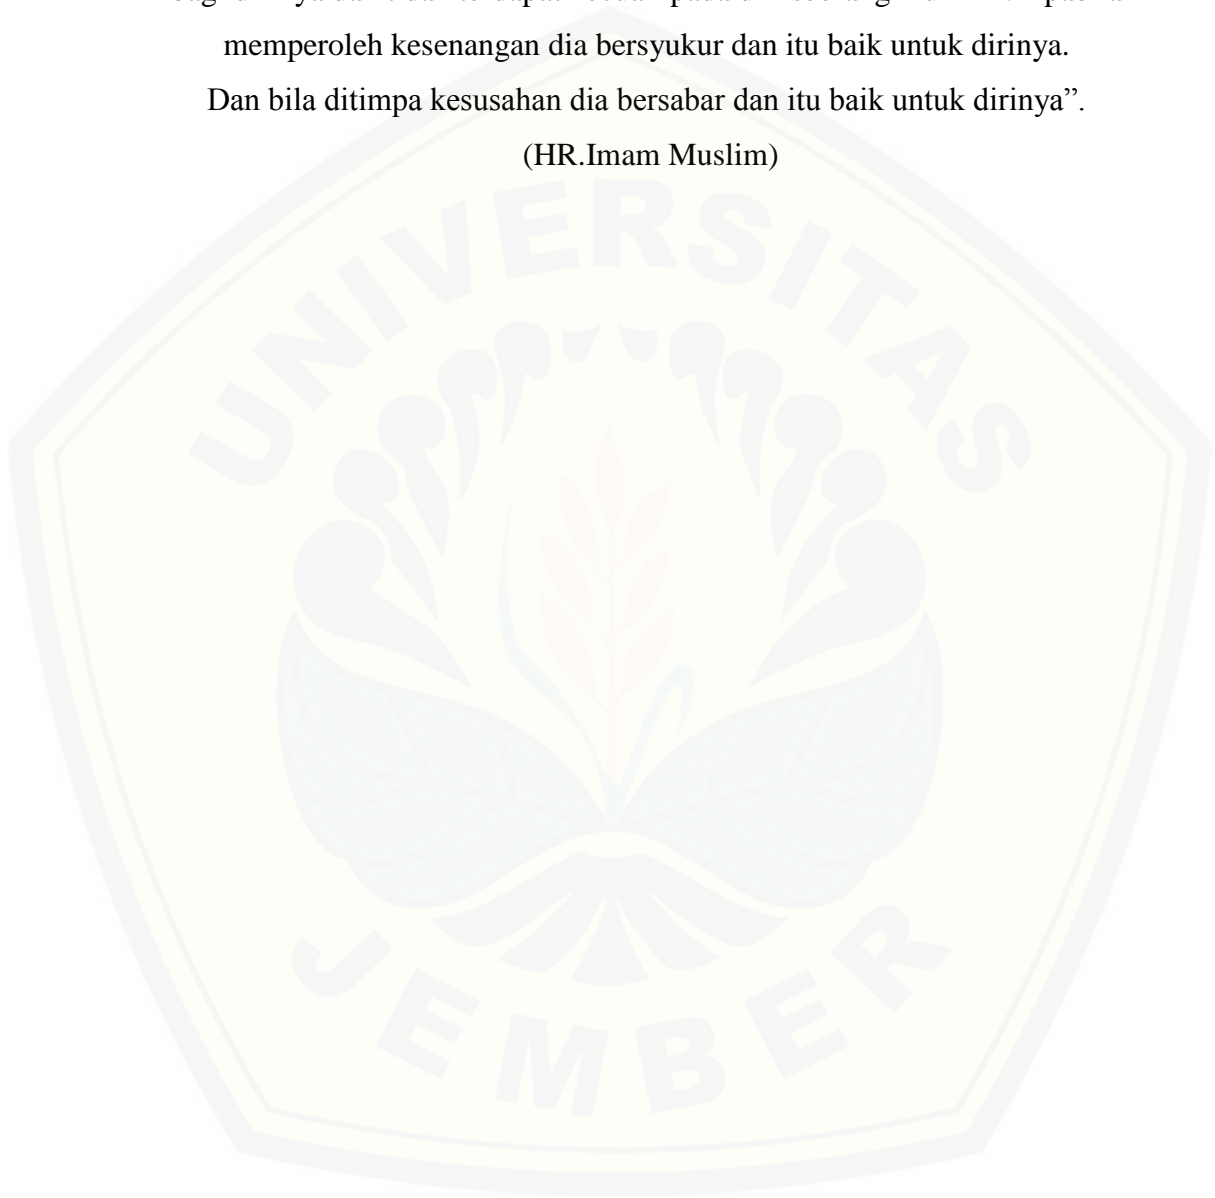 memperoleh kesenangan dia bersyukur dan itu baik untuk dirinya.
Dan bila ditimpa kesusahan dia bersabar dan itu baik untuk dirinya”.
(HR.Imam Muslim)
UNIVERSITAS
JEMBER